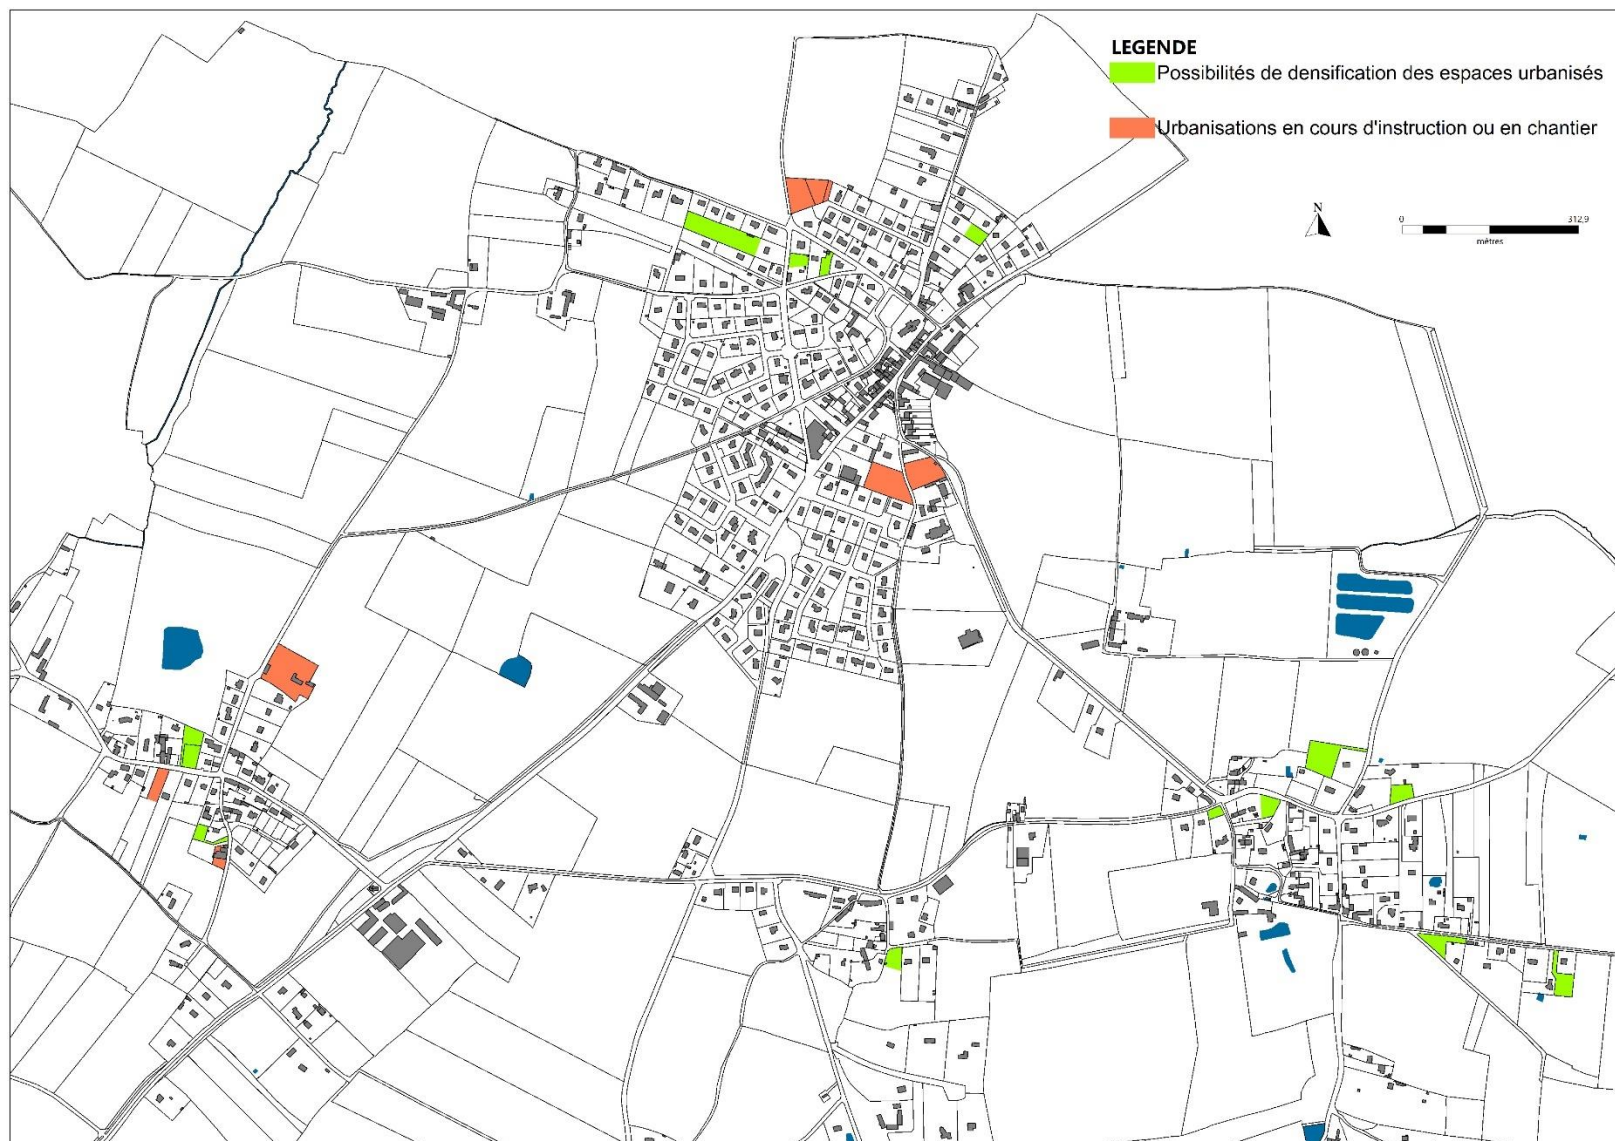 LEGENDE
Possibilités de densification des espaces urbanisés
Urbanisations en cours d'instruction ou en chantier
N
0 312,9
mètres